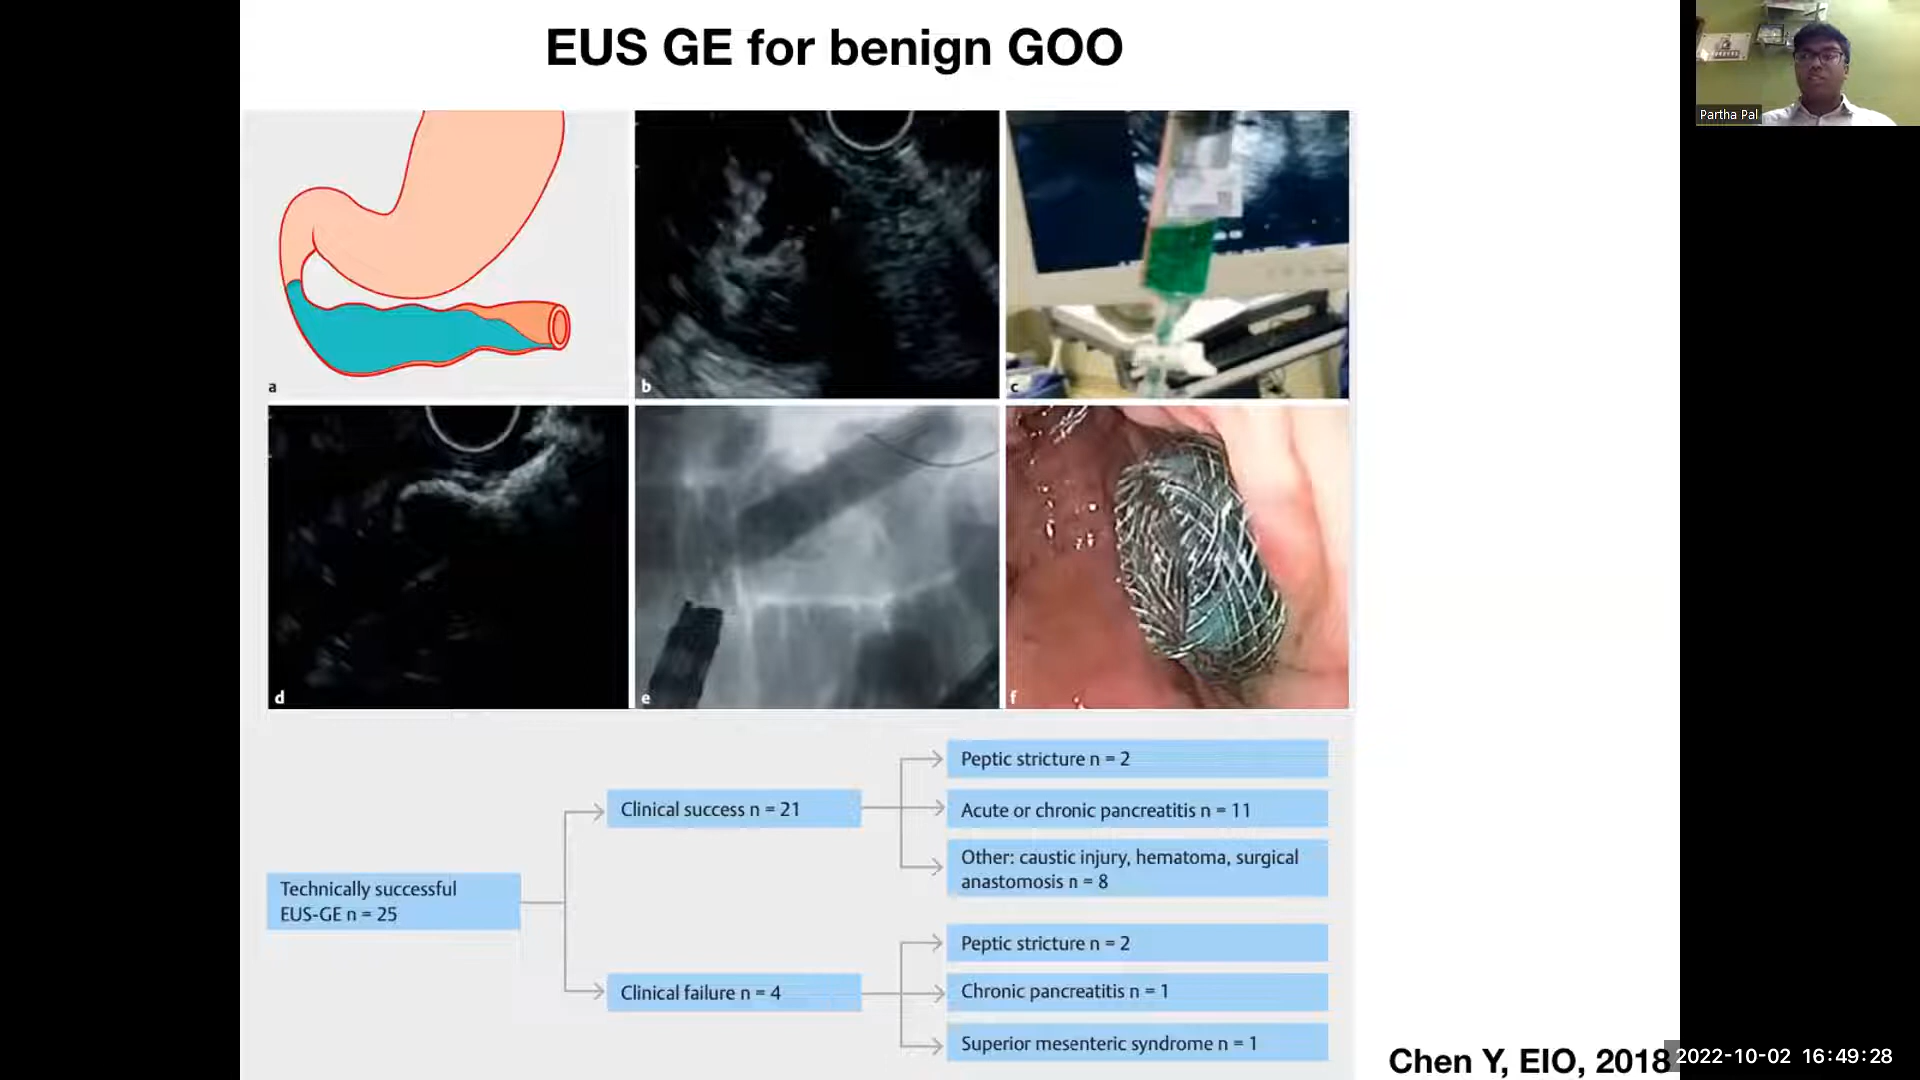 EUS GE for benign GOO
Partha Pal
a
b
c
d
e
f
Technically successful
EUS-GE n = 25
Clinical success n = 21
Peptic stricture n = 2
Acute or chronic pancreatitis n = 11
Other: caustic injury, hematoma, surgical
anastomosis n = 8
Clinical failure n = 4
Peptic stricture n = 2
Chronic pancreatitis n = 1
Superior mesenteric syndrome n = 1
Chen Y, EIO, 2018
2022-10-02 16:49:28